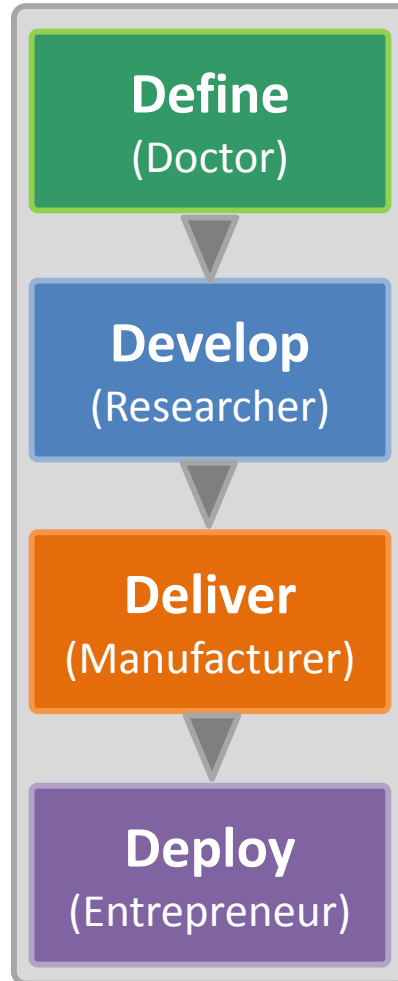 Define
(Doctor)
Develop
(Researcher)
Deliver
(Manufacturer)
Deploy
(Entrepreneur)